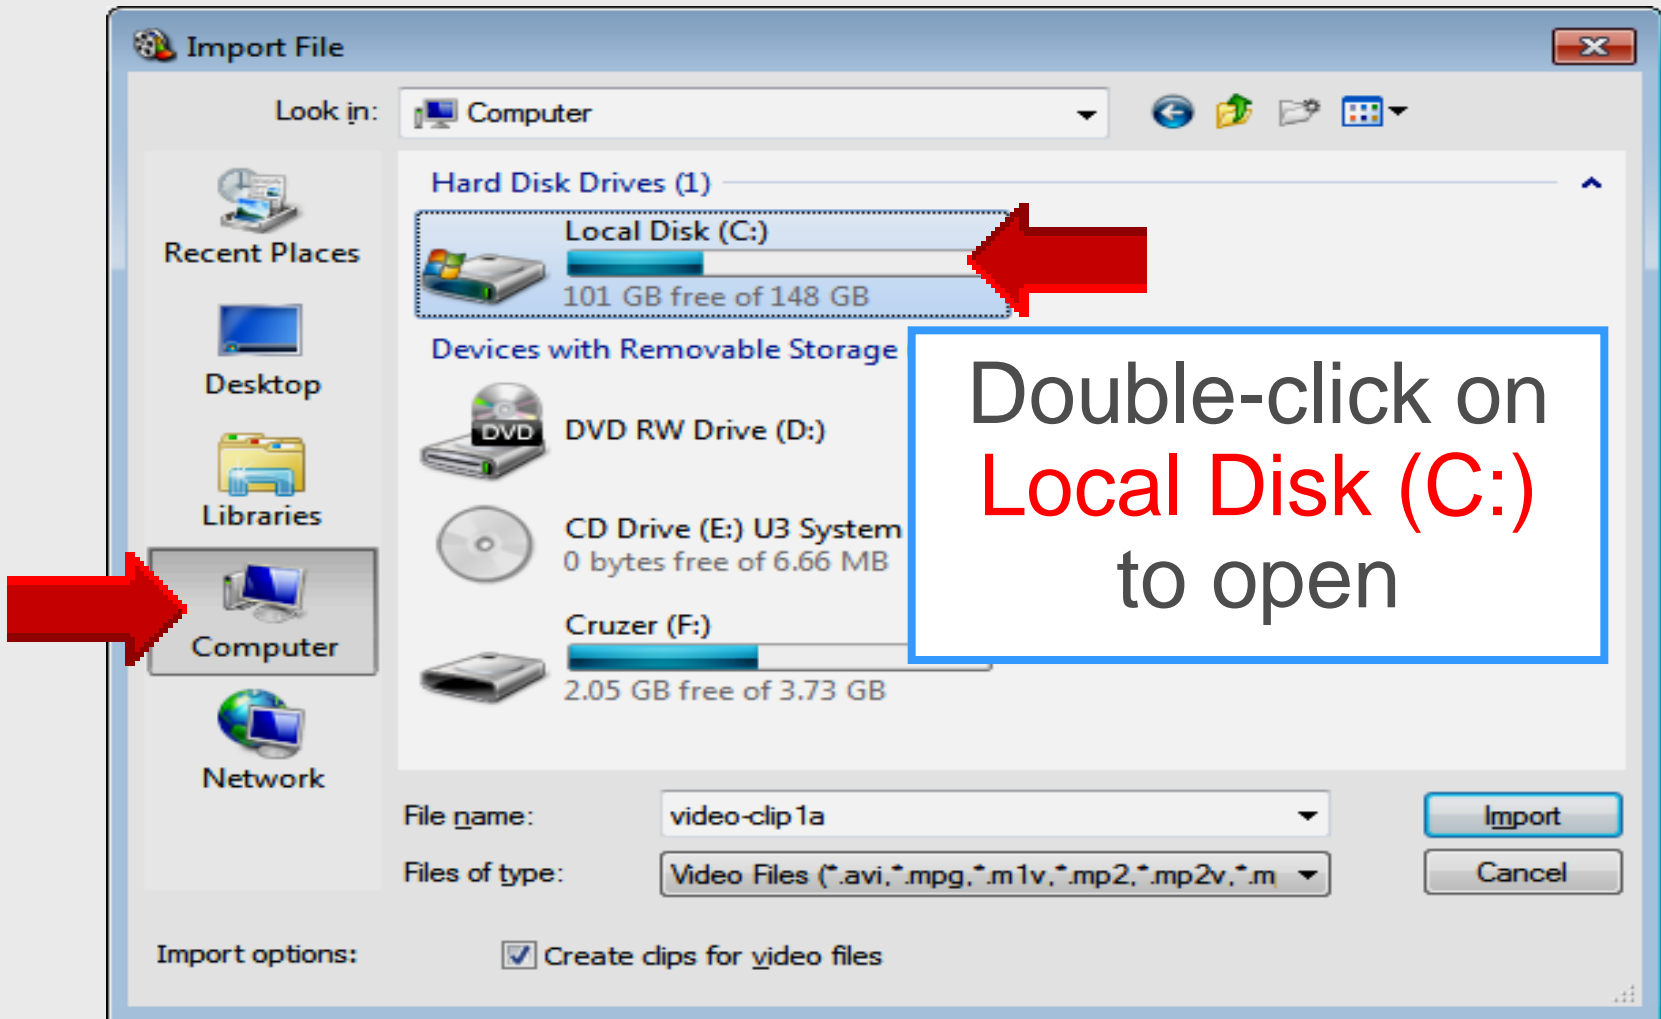 Import File
Look in:
Computer
Recent Places
Desktop
Libraries
Computer
Network
Hard Disk Drives (1)
Local Disk (C:)
101 GB free of 148 GB
Devices with Removable Storage
DVD
DVD RW Drive (D:)
CD Drive (E:) U3 System
0 bytes free of 6.66 MB
Cruzer (F:)
2.05 GB free of 3.73 GB
Double-click on
Local Disk (C:)
to open
File name:
video-clip1a
Import
Files of type:
Video Files (*.avi,*.mpg,*.m1v,*.mp2,*.mp2v,*.m
Cancel
Import options:
Create clips for video files